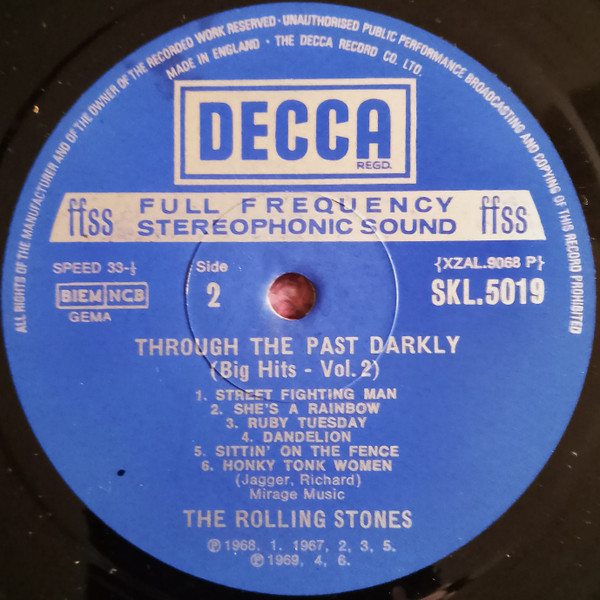 ALL RIGHTS OF THE MANUFACTURER AND OF THE OWNER OF THE RECORDED WORK RESERVED · UNAUTHORISED PUBLIC PERFORMANCE BROADCASTING AND COPYING OF THIS RECORD PROHIBITED
MADE IN ENGLAND · THE DECCA RECORD CO. LTD.
DECCA
REGD.
ffss FULL FREQUENCY ffss
STEREOPHONIC SOUND
SPEED 33-⅓ Side {XZAL.9068 P}
BIEM NCB 2 SKL.5019
GEMA
THROUGH THE PAST DARKLY
(Big Hits - Vol. 2)
1. STREET FIGHTING MAN
2. SHE'S A RAINBOW
3. RUBY TUESDAY
4. DANDELION
5. SITTIN' ON THE FENCE
6. HONKY TONK WOMEN
(Jagger, Richard)
Mirage Music
THE ROLLING STONES
℗ 1968, 1. 1967, 2, 3, 5.
℗ 1969, 4, 6.